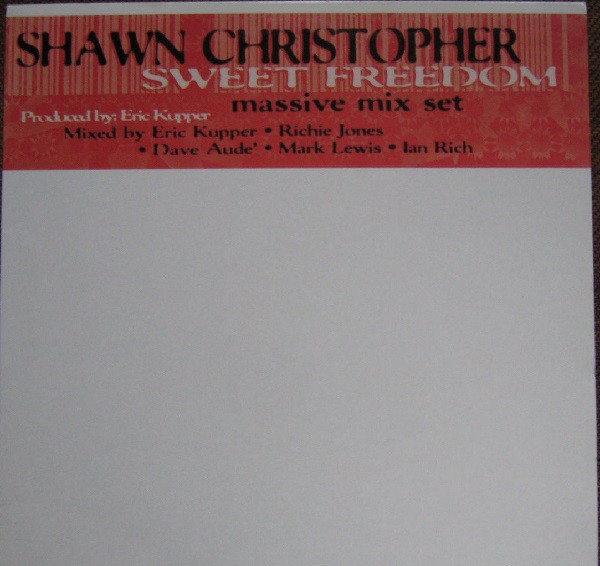 SHAWN CHRISTOPHER
SWEET FREEDOM
massive mix set
Produced by: Eric Kupper
Mixed by Eric Kupper • Richie Jones
• Dave Aude' • Mark Lewis • Ian Rich